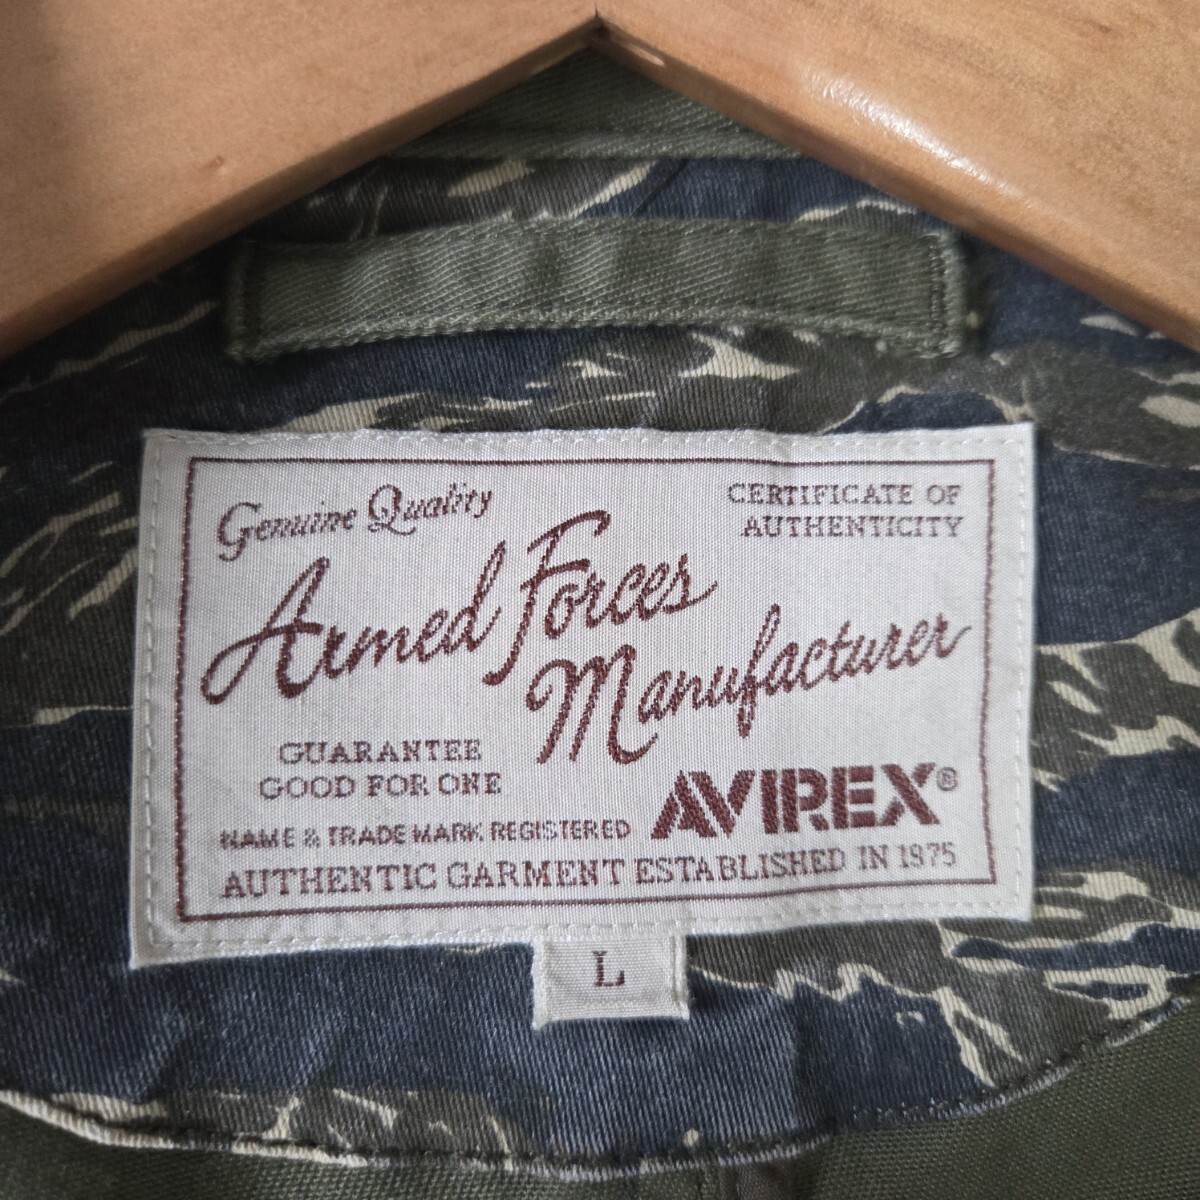 Genuine Quality
CERTIFICATE OF
AUTHENTICITY
Armed Forces
Manufacturer
GUARANTEE
GOOD FOR ONE
AVIREX®
NAME & TRADE MARK REGISTERED
AUTHENTIC GARMENT ESTABLISHED IN 1975
L